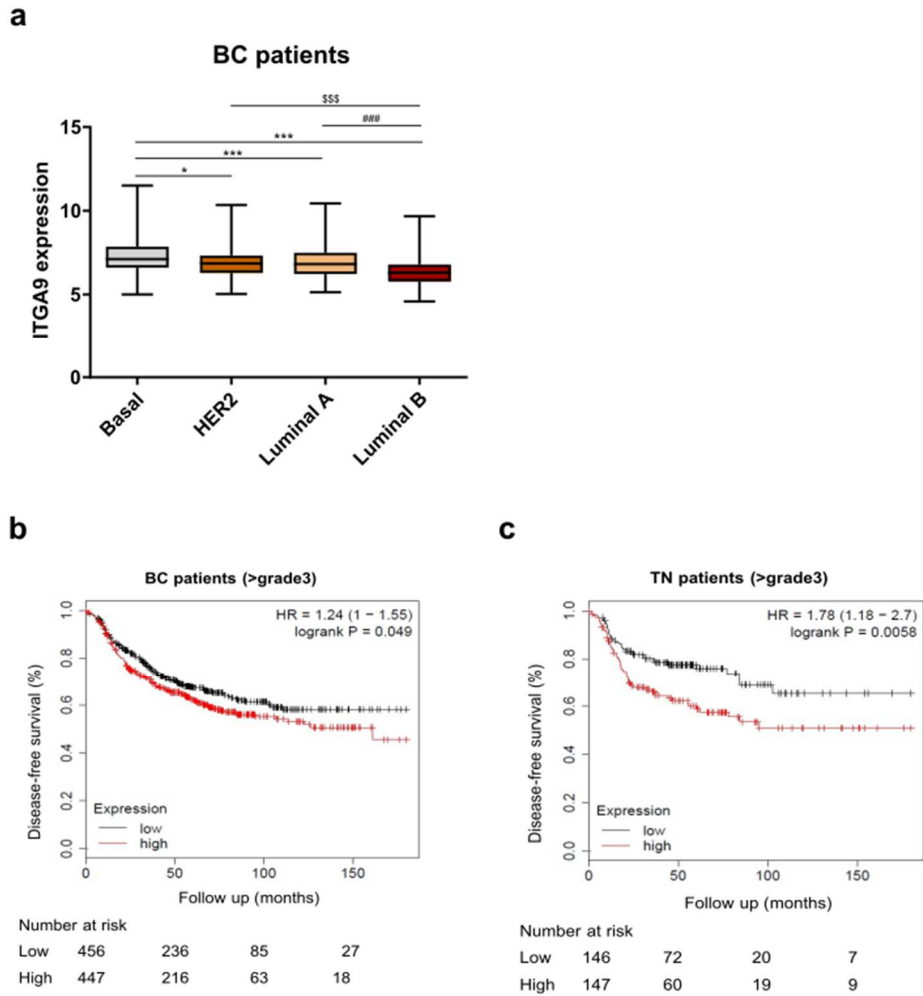 a
BC patients
$$$
###
***
***
*
15
10
5
0
ITGA9 expression
Basal
HER2
Luminal A
Luminal B
b
BC patients (>grade3)
HR = 1.24 (1 − 1.55)
logrank P = 0.049
1.0
0.8
0.6
0.4
0.2
0.0
Disease-free survival (%)
Expression
low
high
0 50 100 150
Follow up (months)
Number at risk
Low 456 236 85 27
High 447 216 63 18
c
TN patients (>grade3)
HR = 1.78 (1.18 − 2.7)
logrank P = 0.0058
1.0
0.8
0.6
0.4
0.2
0.0
Disease-free survival (%)
Expression
low
high
0 50 100 150
Follow up (months)
Number at risk
Low 146 72 20 7
High 147 60 19 9